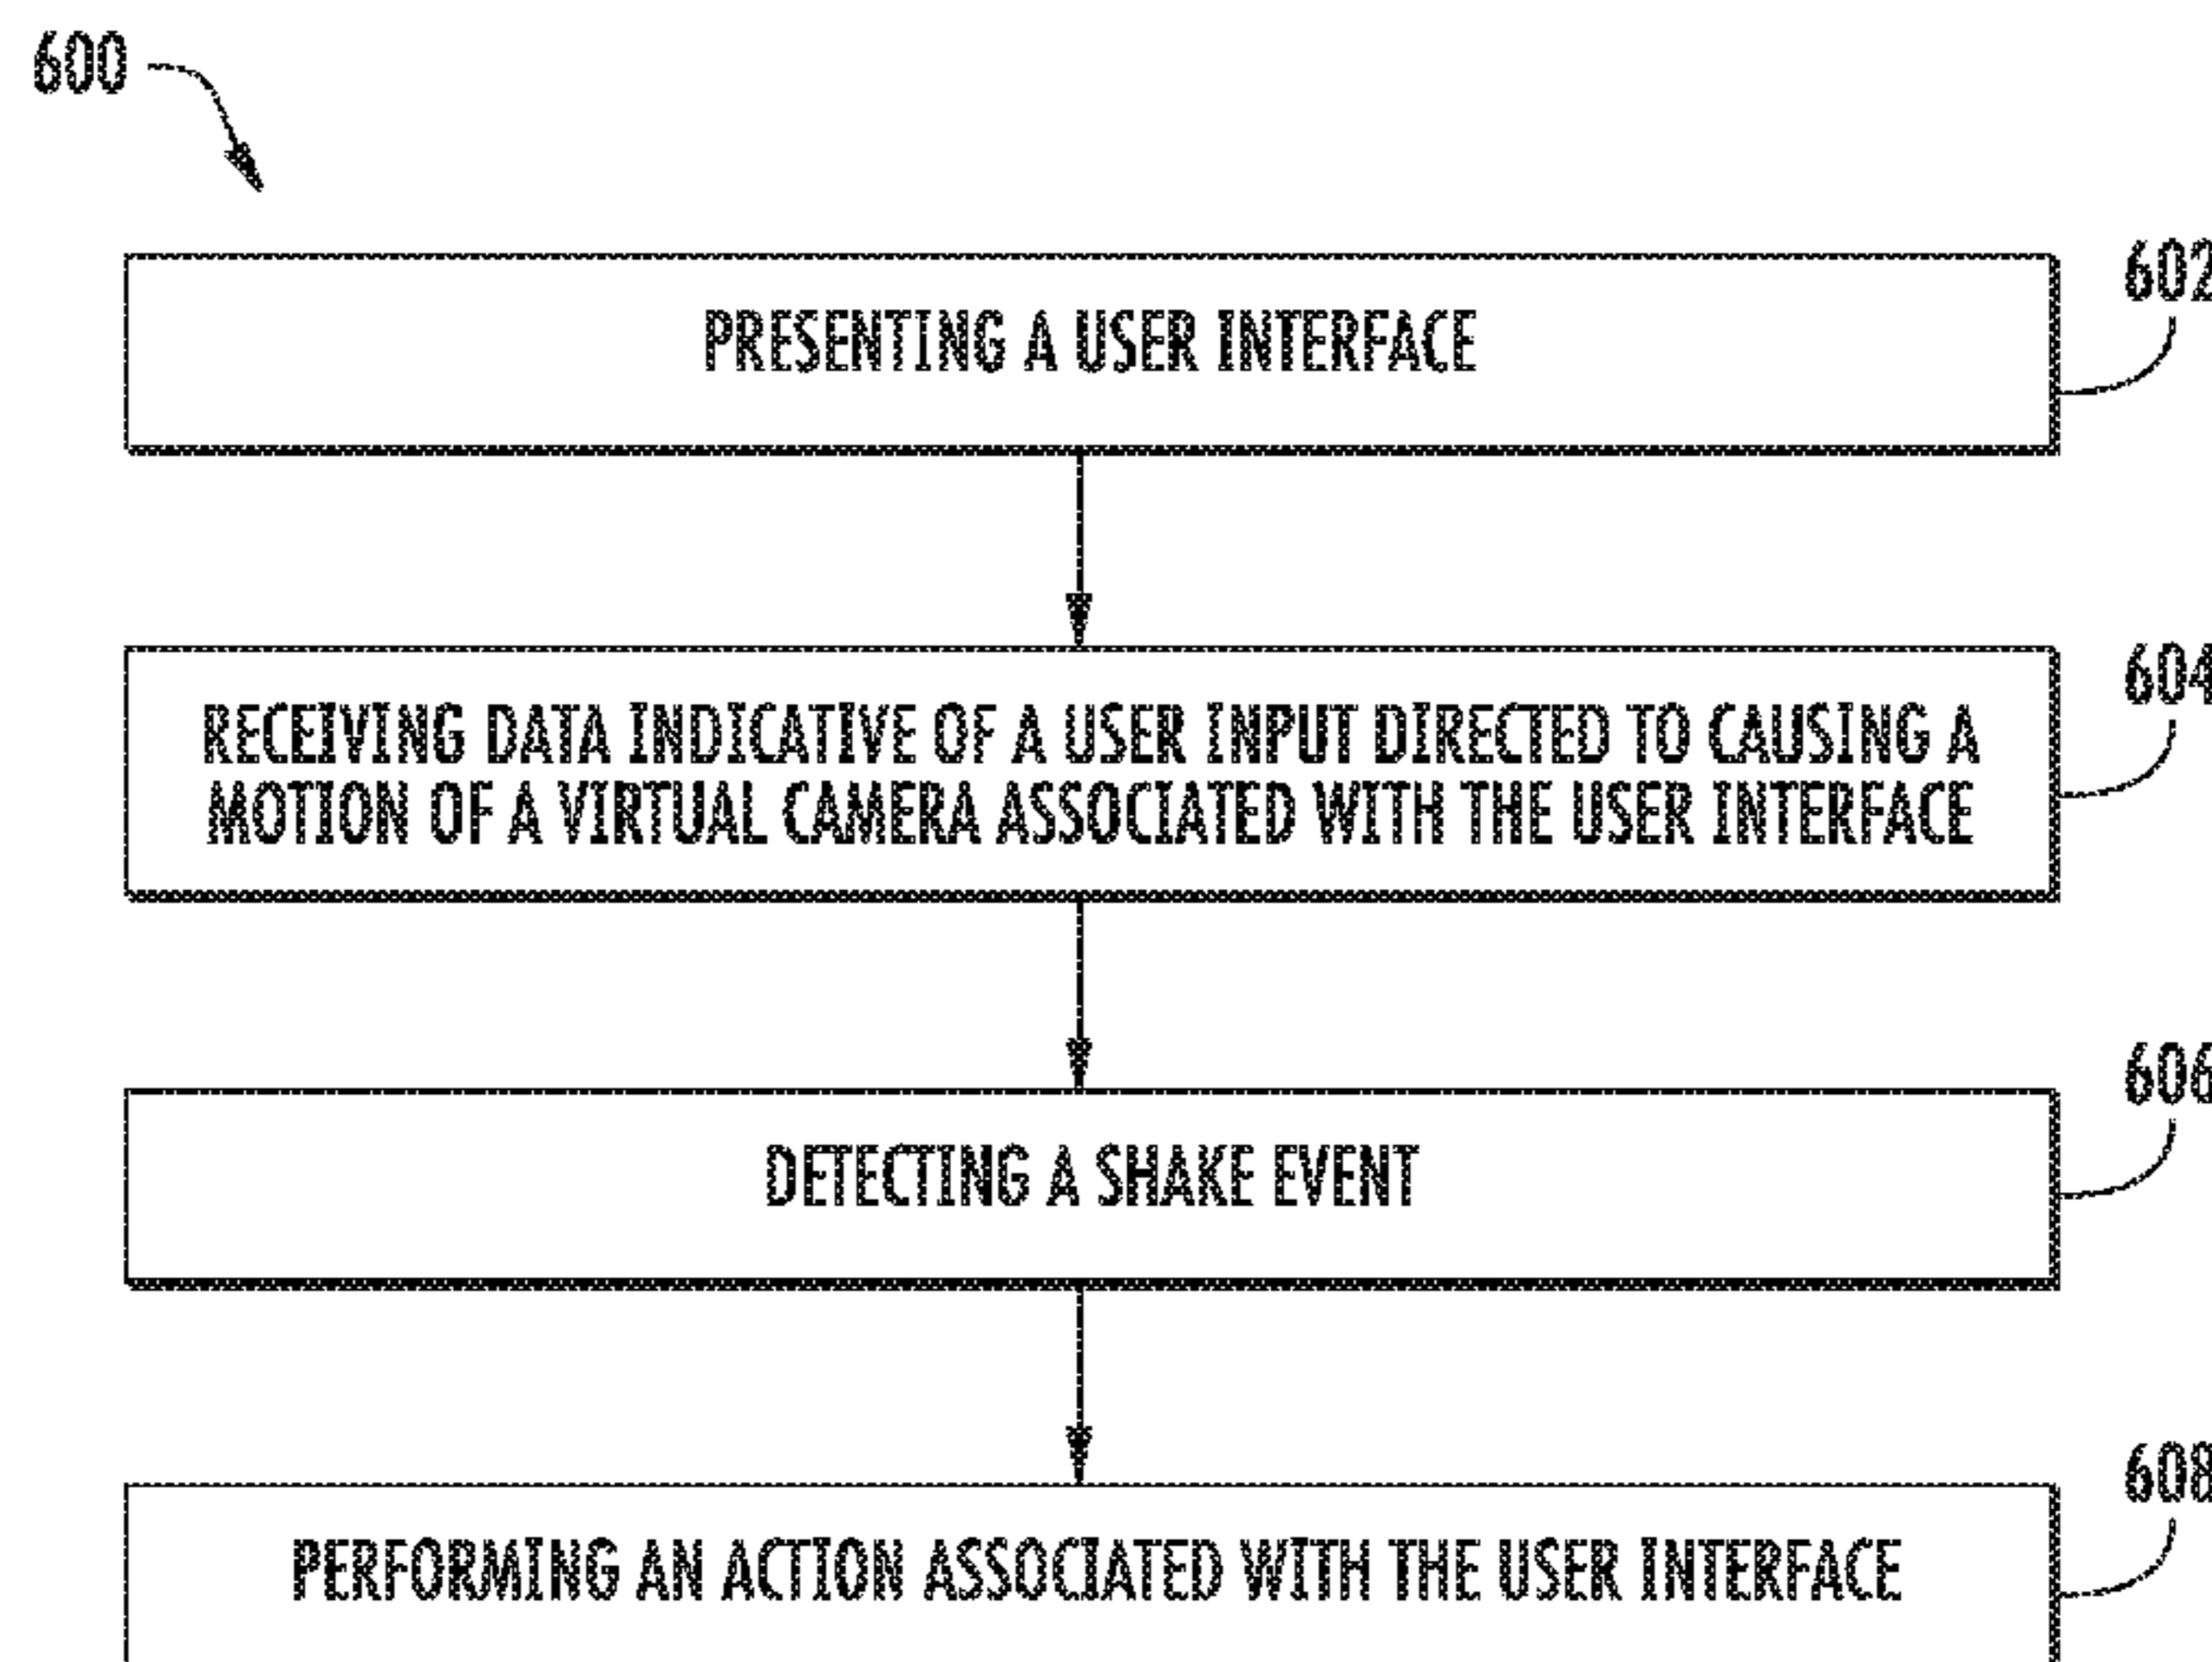 600
602
PRESENTING A USER INTERFACE
604
RECEIVING DATA INDICATIVE OF A USER INPUT DIRECTED TO CAUSING A
MOTION OF A VIRTUAL CAMERA ASSOCIATED WITH THE USER INTERFACE
606
DETECTING A SHAKE EVENT
608
PERFORMING AN ACTION ASSOCIATED WITH THE USER INTERFACE